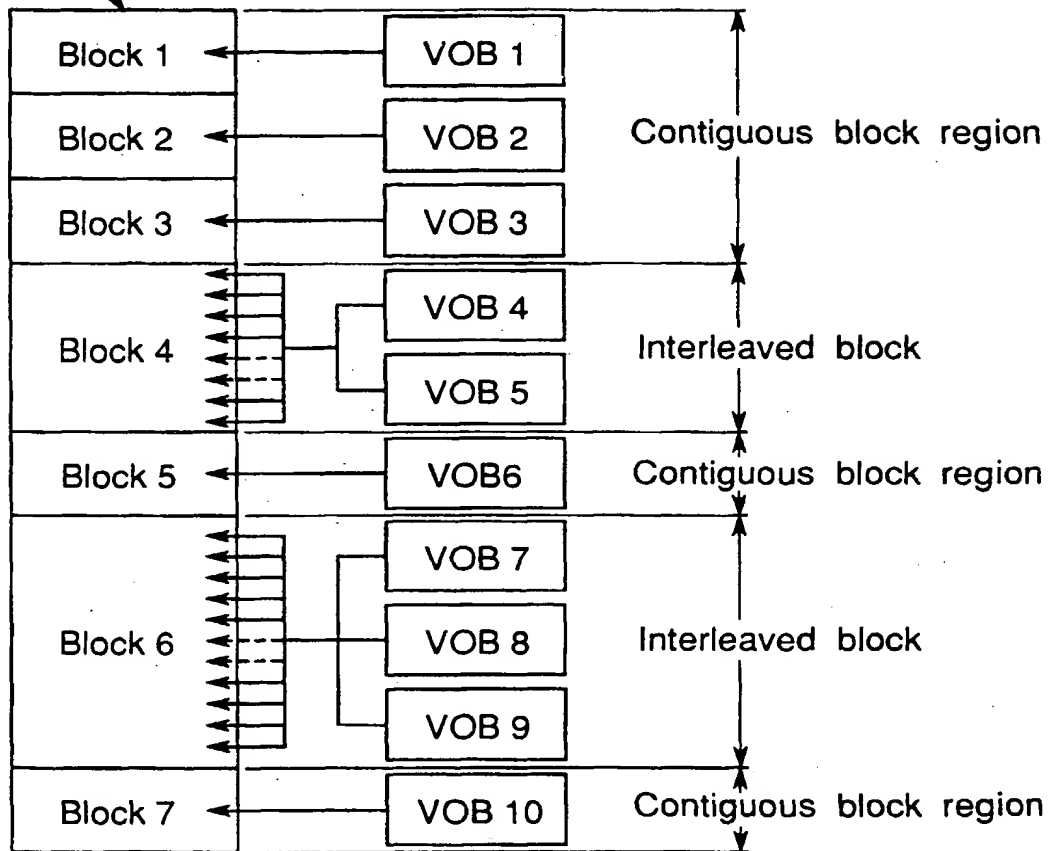 Block 1
VOB 1
Block 2
VOB 2
Contiguous block region
Block 3
VOB 3
Block 4
VOB 4
Interleaved block
VOB 5
Block 5
VOB6
Contiguous block region
VOB 7
Block 6
VOB 8
Interleaved block
VOB 9
Block 7
VOB 10
Contiguous block region